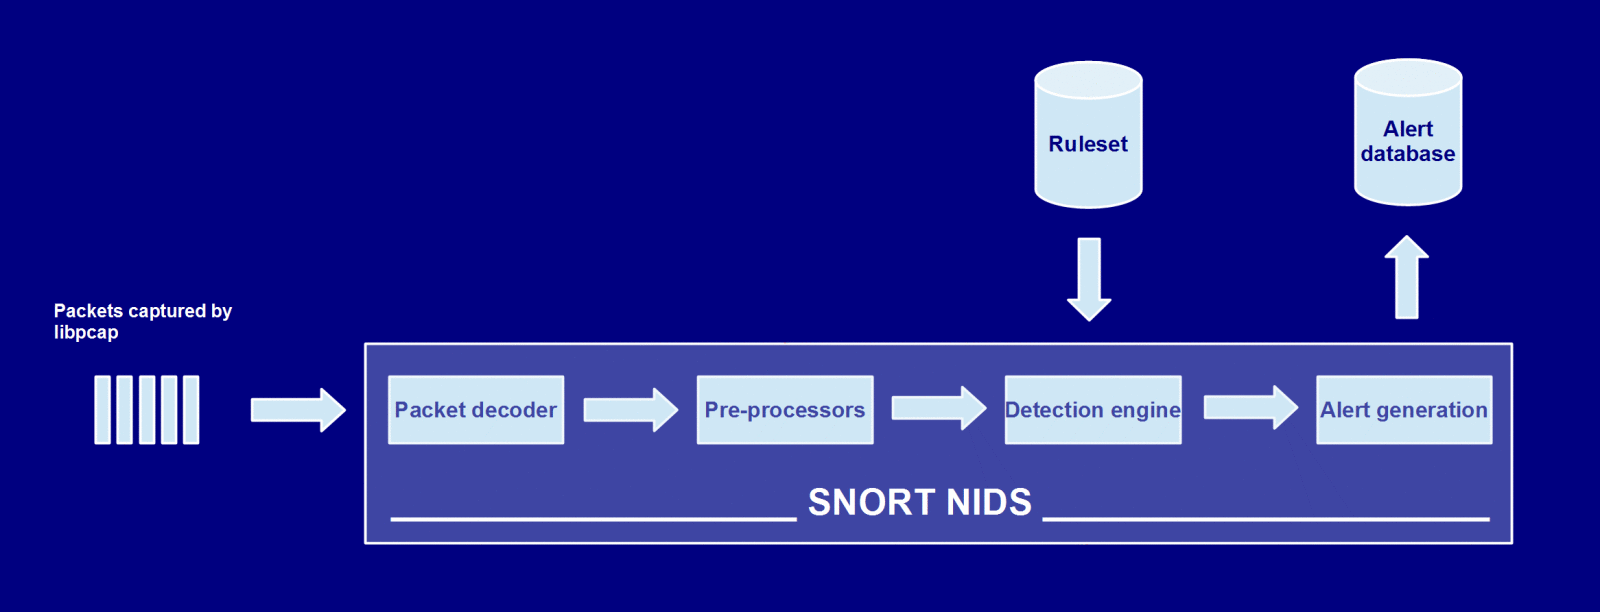 Ruleset
Alert
database
Packets captured by
libpcap
Packet decoder
Pre-processors
Detection engine
Alert generation
SNORT NIDS